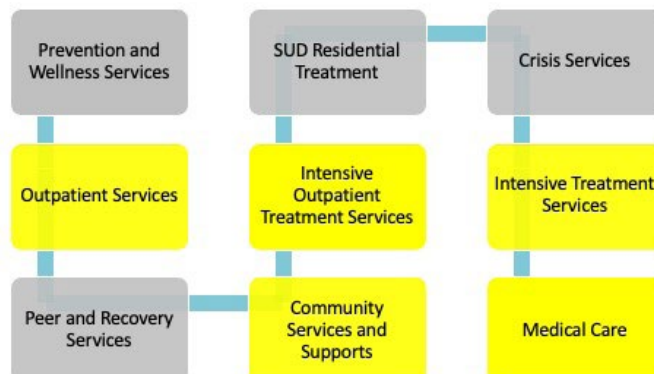 Prevention and
Wellness Services
Outpatient Services
Peer and Recovery
Services
Community
Services and
Supports
Intensive
Outpatient
Treatment Services
SUD Residential
Treatment
Crisis Services
Intensive Treatment
Services
Medical Care